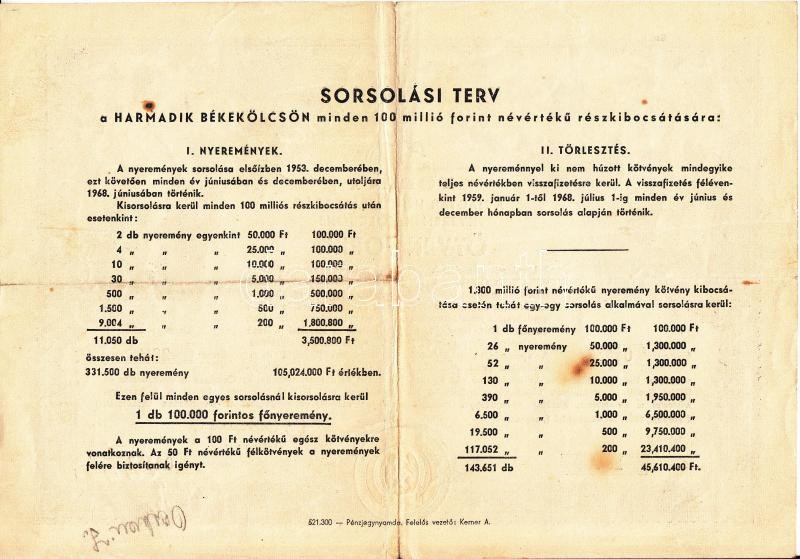 SORSOLÁSI TERV
a HARMADIK BÉKEKÖLCSÖN minden 100 millió forint névértékű részkibocsátására:
I. NYEREMÉNYEK.
A nyeremények sorsolása elsőízben 1953. decemberében,
ezt követően minden év júniusában és decemberében, utoljára
1968. júniusában történik.
Kisorsolásra kerül minden 100 milliós részkibocsátás után
esetenkint:
2 db nyeremény egyenkint 50.000 Ft 100.000 Ft
4 „ „ „ 25.000 „ 100.000 „
10 „ „ „ 10.000 „ 100.000 „
30 „ „ „ 5.000 „ 150.000 „
500 „ „ „ 1.000 „ 500.000 „
1.500 „ „ „ 500 „ 750.000 „
9.004 „ „ „ 200 „ 1,800.800 „
11.050 db 3,500.800 Ft
összesen tehát:
331.500 db nyeremény 105,024.000 Ft értékben.
Ezen felül minden egyes sorsolásnál kisorsolásra kerül
1 db 100.000 forintos főnyeremény.
A nyeremények a 100 Ft névértékű egész kötvényekre
vonatkoznak. Az 50 Ft névértékű félkötvények a nyeremények
felére biztosítanak igényt.
II. TÖRLESZTÉS.
A nyereménnyel ki nem húzott kötvények mindegyike
teljes névértékben visszafizetésre kerül. A visszafizetés féléven-
kint 1959. január 1-től 1968. július 1-ig minden év június és
december hónapban sorsolás alapján történik.
1.300 millió forint névértékű nyeremény kötvény kibocsá-
tása esetén tehát egy-egy sorsolás alkalmával sorsolásra kerül:
1 db főnyeremény 100.000 Ft 100.000 Ft
26 „ nyeremény 50.000 „ 1,300.000 „
52 „ „ 25.000 „ 1,300.000 „
130 „ „ 10.000 „ 1,300.000 „
390 „ „ 5.000 „ 1,950.000 „
6.500 „ „ 1,000 „ 6,500.000 „
19.500 „ „ 500 „ 9,750.000 „
117.052 „ „ 200 „ 23,410.400 „
143.651 db 45,610.400 Ft.
521.300 — Pénzjegynyomda. Felelős vezető: Kemer A.